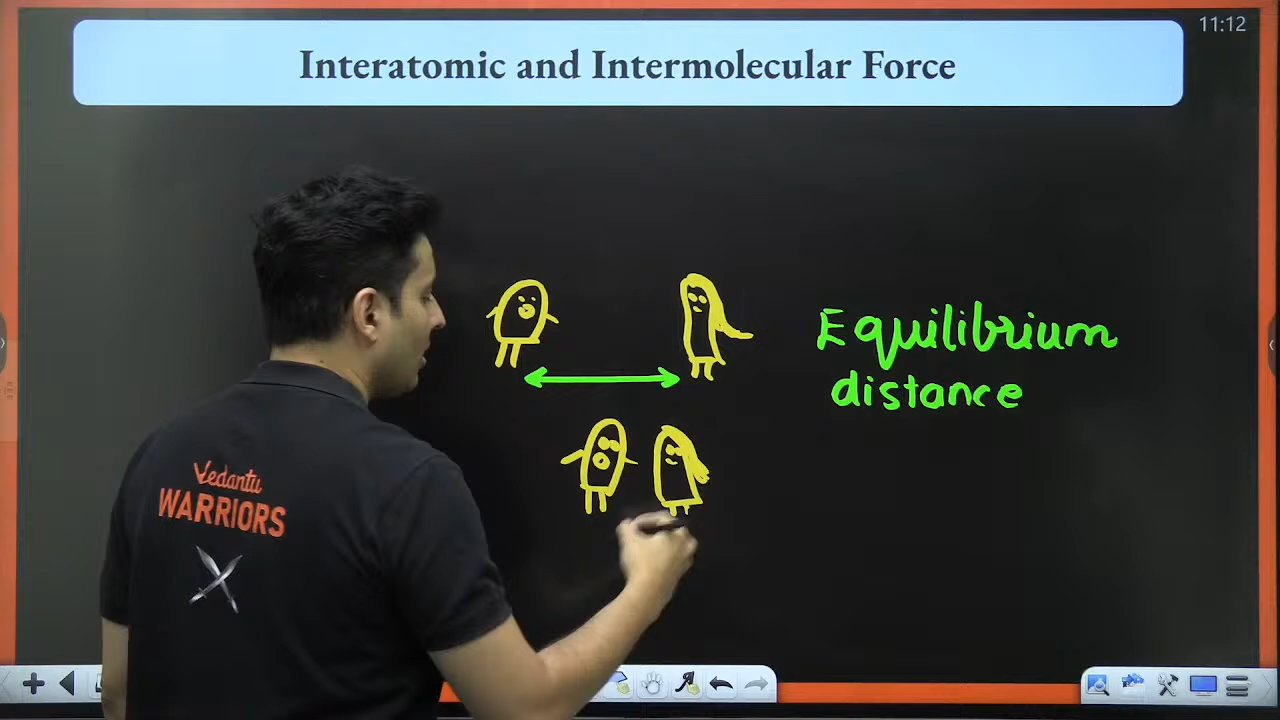 11:12
Interatomic and Intermolecular Force
Equilibrium
distance
Vedantu
WARRIORS